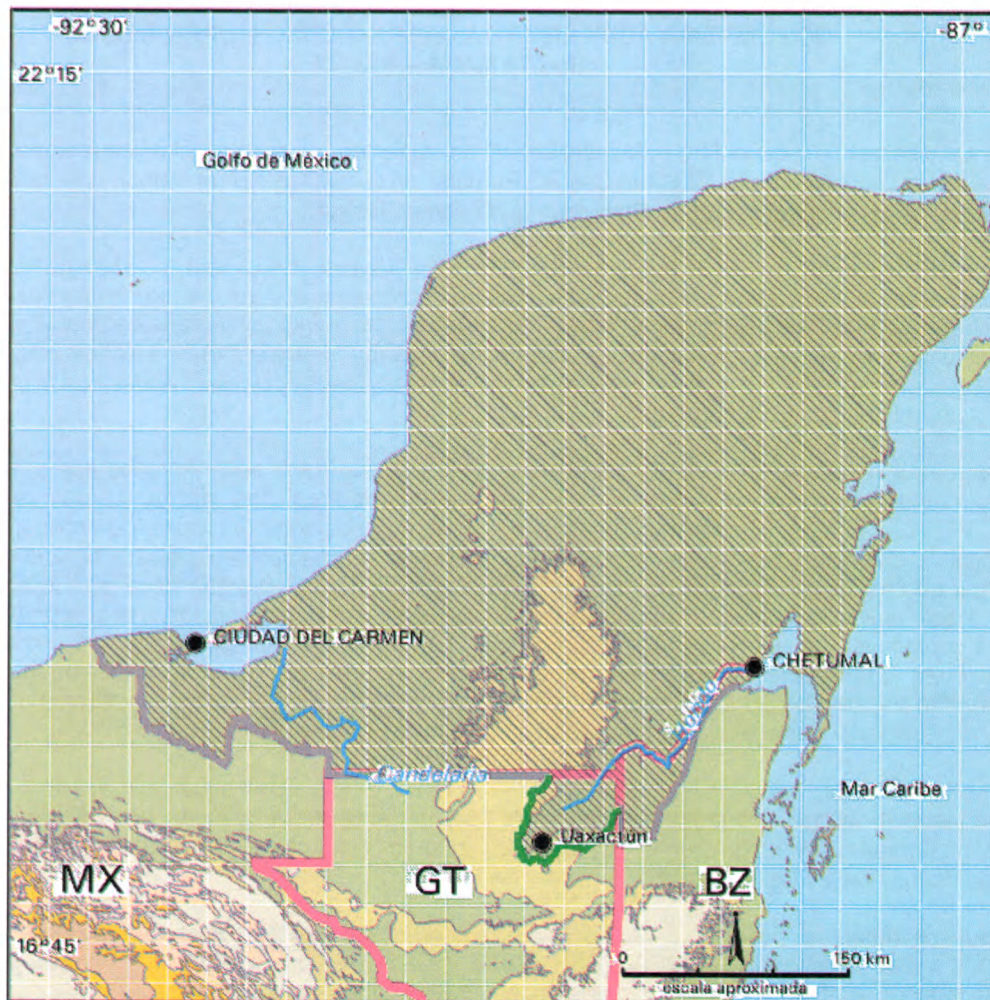 -92°30'
-87°
22°15'
Golfo de México
CIUDAD DEL CARMEN
CHETUMAL
Candelaria
Mar Caribe
Uaxactún
MX
GT
BZ
16°45'
0
150 km
escala aproximada